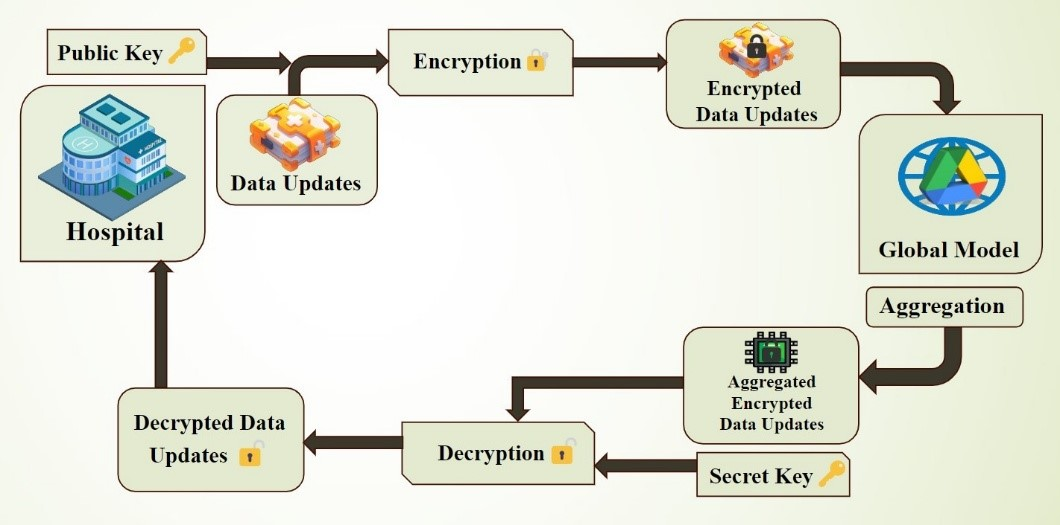 Public Key
Encryption
Encrypted
Data Updates
Data Updates
Hospital
Global Model
Aggregation
Aggregated
Encrypted
Data Updates
Decrypted Data
Updates
Decryption
Secret Key